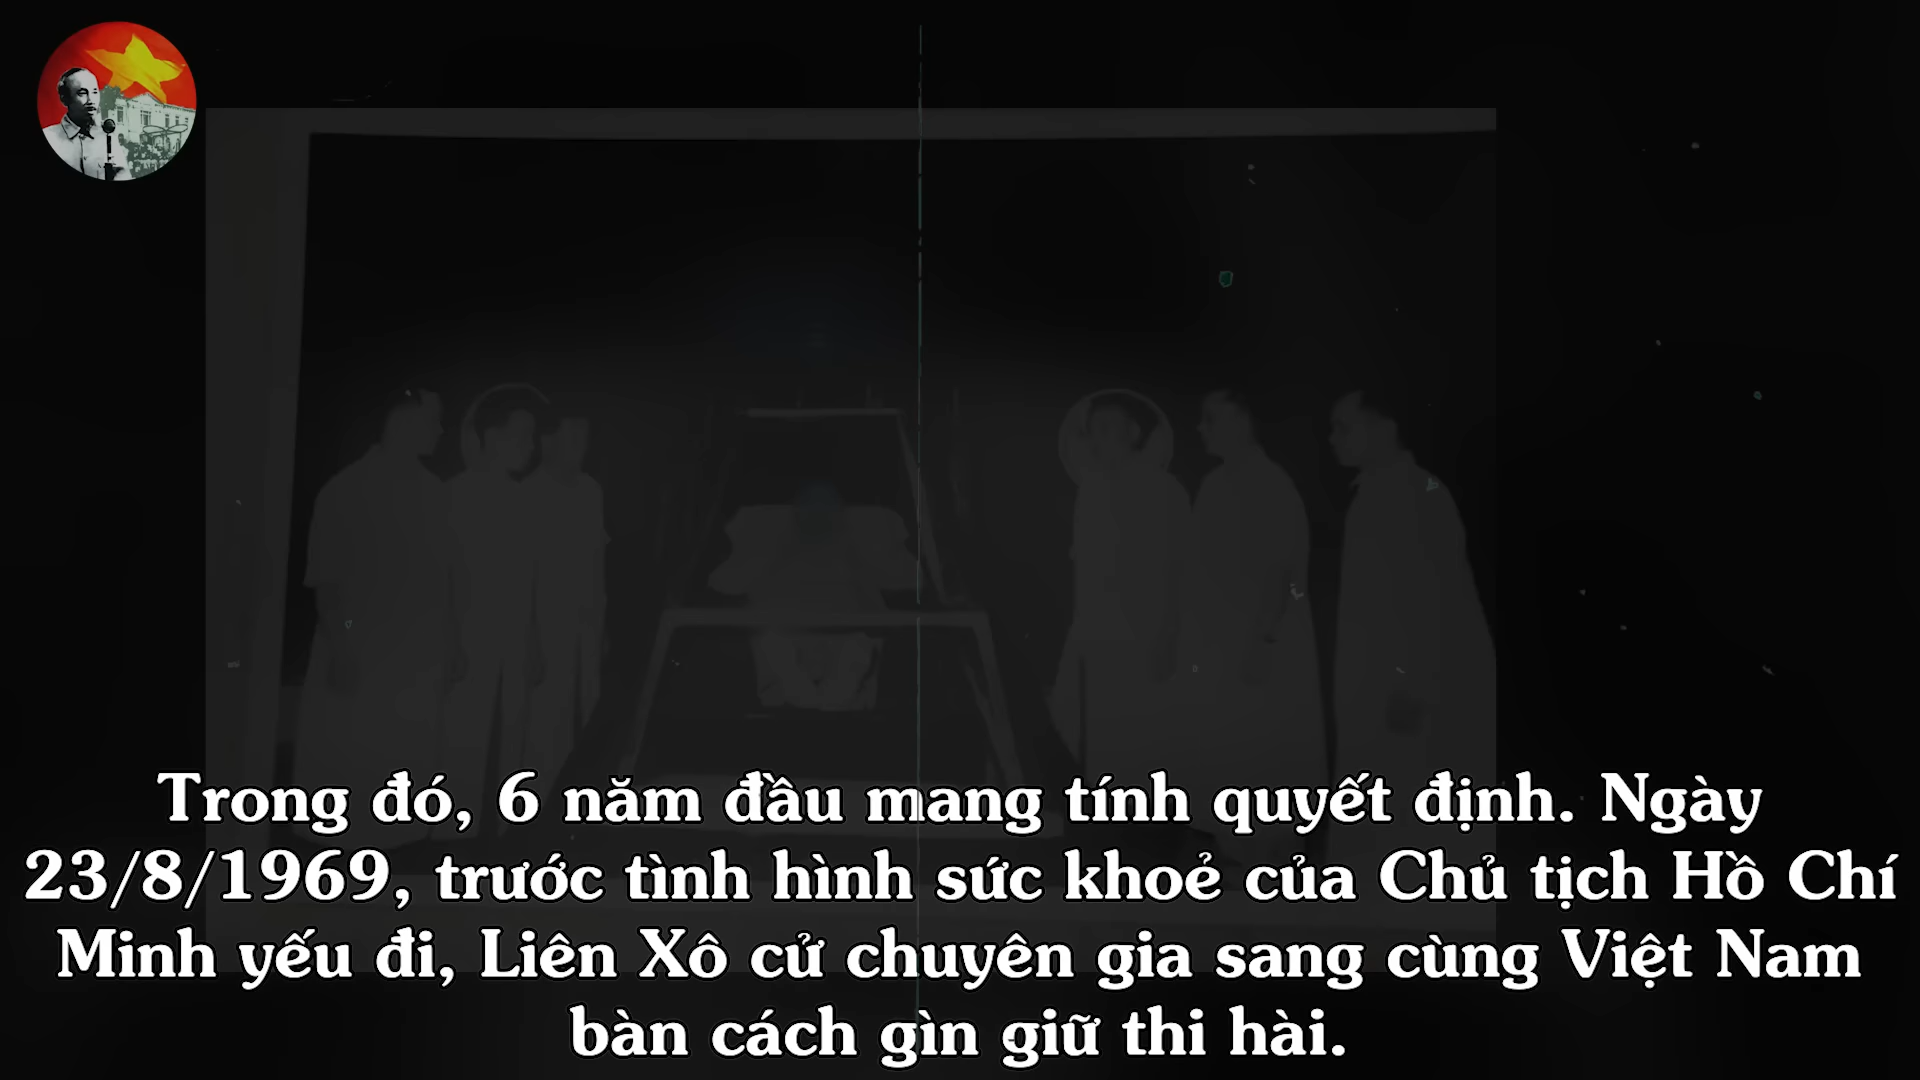 Trong đó, 6 năm đầu mang tính quyết định. Ngày
23/8/1969, trước tình hình sức khoẻ của Chủ tịch Hồ Chí
Minh yếu đi, Liên Xô cử chuyên gia sang cùng Việt Nam
bàn cách gìn giữ thi hài.